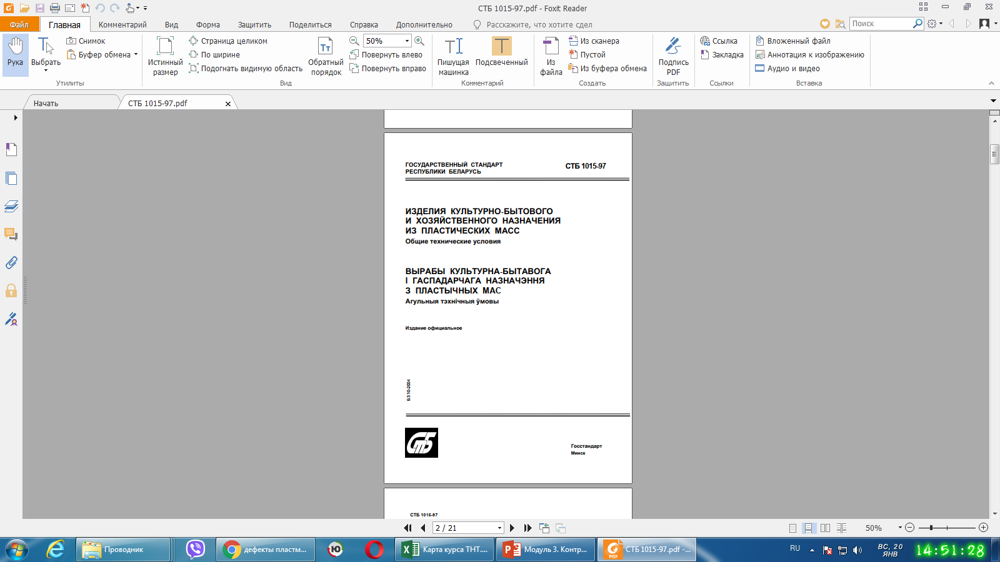 СТБ 1015-97.pdf - Foxit Reader
Файл Главная Комментарий Вид Форма Защитить Поделиться Справка Дополнительно Расскажите, что хотите сдел Поиск
Рука
Выбрать
Снимок
Буфер обмена
Утилиты
Истинный размер
Страница целиком
По ширине
Подогнать видимую область
Обратный порядок
50%
Повернуть влево
Повернуть вправо
Вид
Пишущая машинка
Подсвеченный
Комментарий
Из файла
Из сканера
Пустой
Из буфера обмена
Создать
Подпись PDF
Защитить
Ссылка
Закладка
Ссылки
Вложенный файл
Аннотация к изображению
Аудио и видео
Вставка
Начать СТБ 1015-97.pdf
ГОСУДАРСТВЕННЫЙ СТАНДАРТ СТБ 1015-97
РЕСПУБЛИКИ БЕЛАРУСЬ
ИЗДЕЛИЯ КУЛЬТУРНО-БЫТОВОГО
И ХОЗЯЙСТВЕННОГО НАЗНАЧЕНИЯ
ИЗ ПЛАСТИЧЕСКИХ МАСС
Общие технические условия
ВЫРАБЫ КУЛЬТУРНА-БЫТАВОГА
І ГАСПАДАРЧАГА НАЗНАЧЭННЯ
З ПЛАСТЫЧНЫХ МАС
Агульныя тэхнічныя ўмовы
Издание официальное
БЗ 10-2004
СТБ
Госстандарт
Минск
СТБ 1015-97
2 / 21
50%
Проводник
дефекты пластм...
Ю
Карта курса ТНТ....
Модуль 3. Контр...
СТБ 1015-97.pdf -...
RU
ВС, 20
ЯНВ
14:51:28